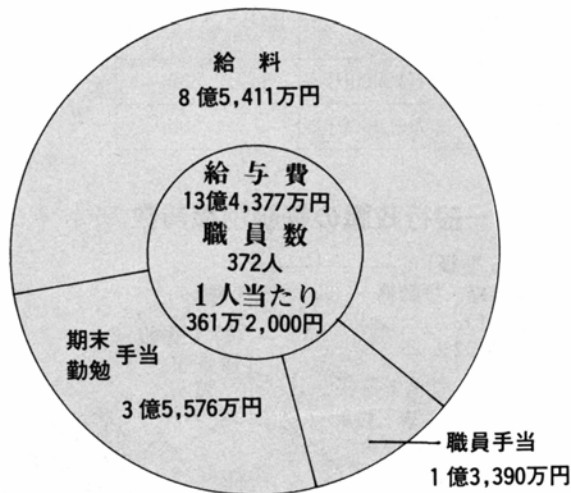 給料
8億5,411万円
給与費
13億4,377万円
職員数
372人
1人当たり
361万2,000円
期末
勤勉手当
3億5,576万円
職員手当
1億3,390万円